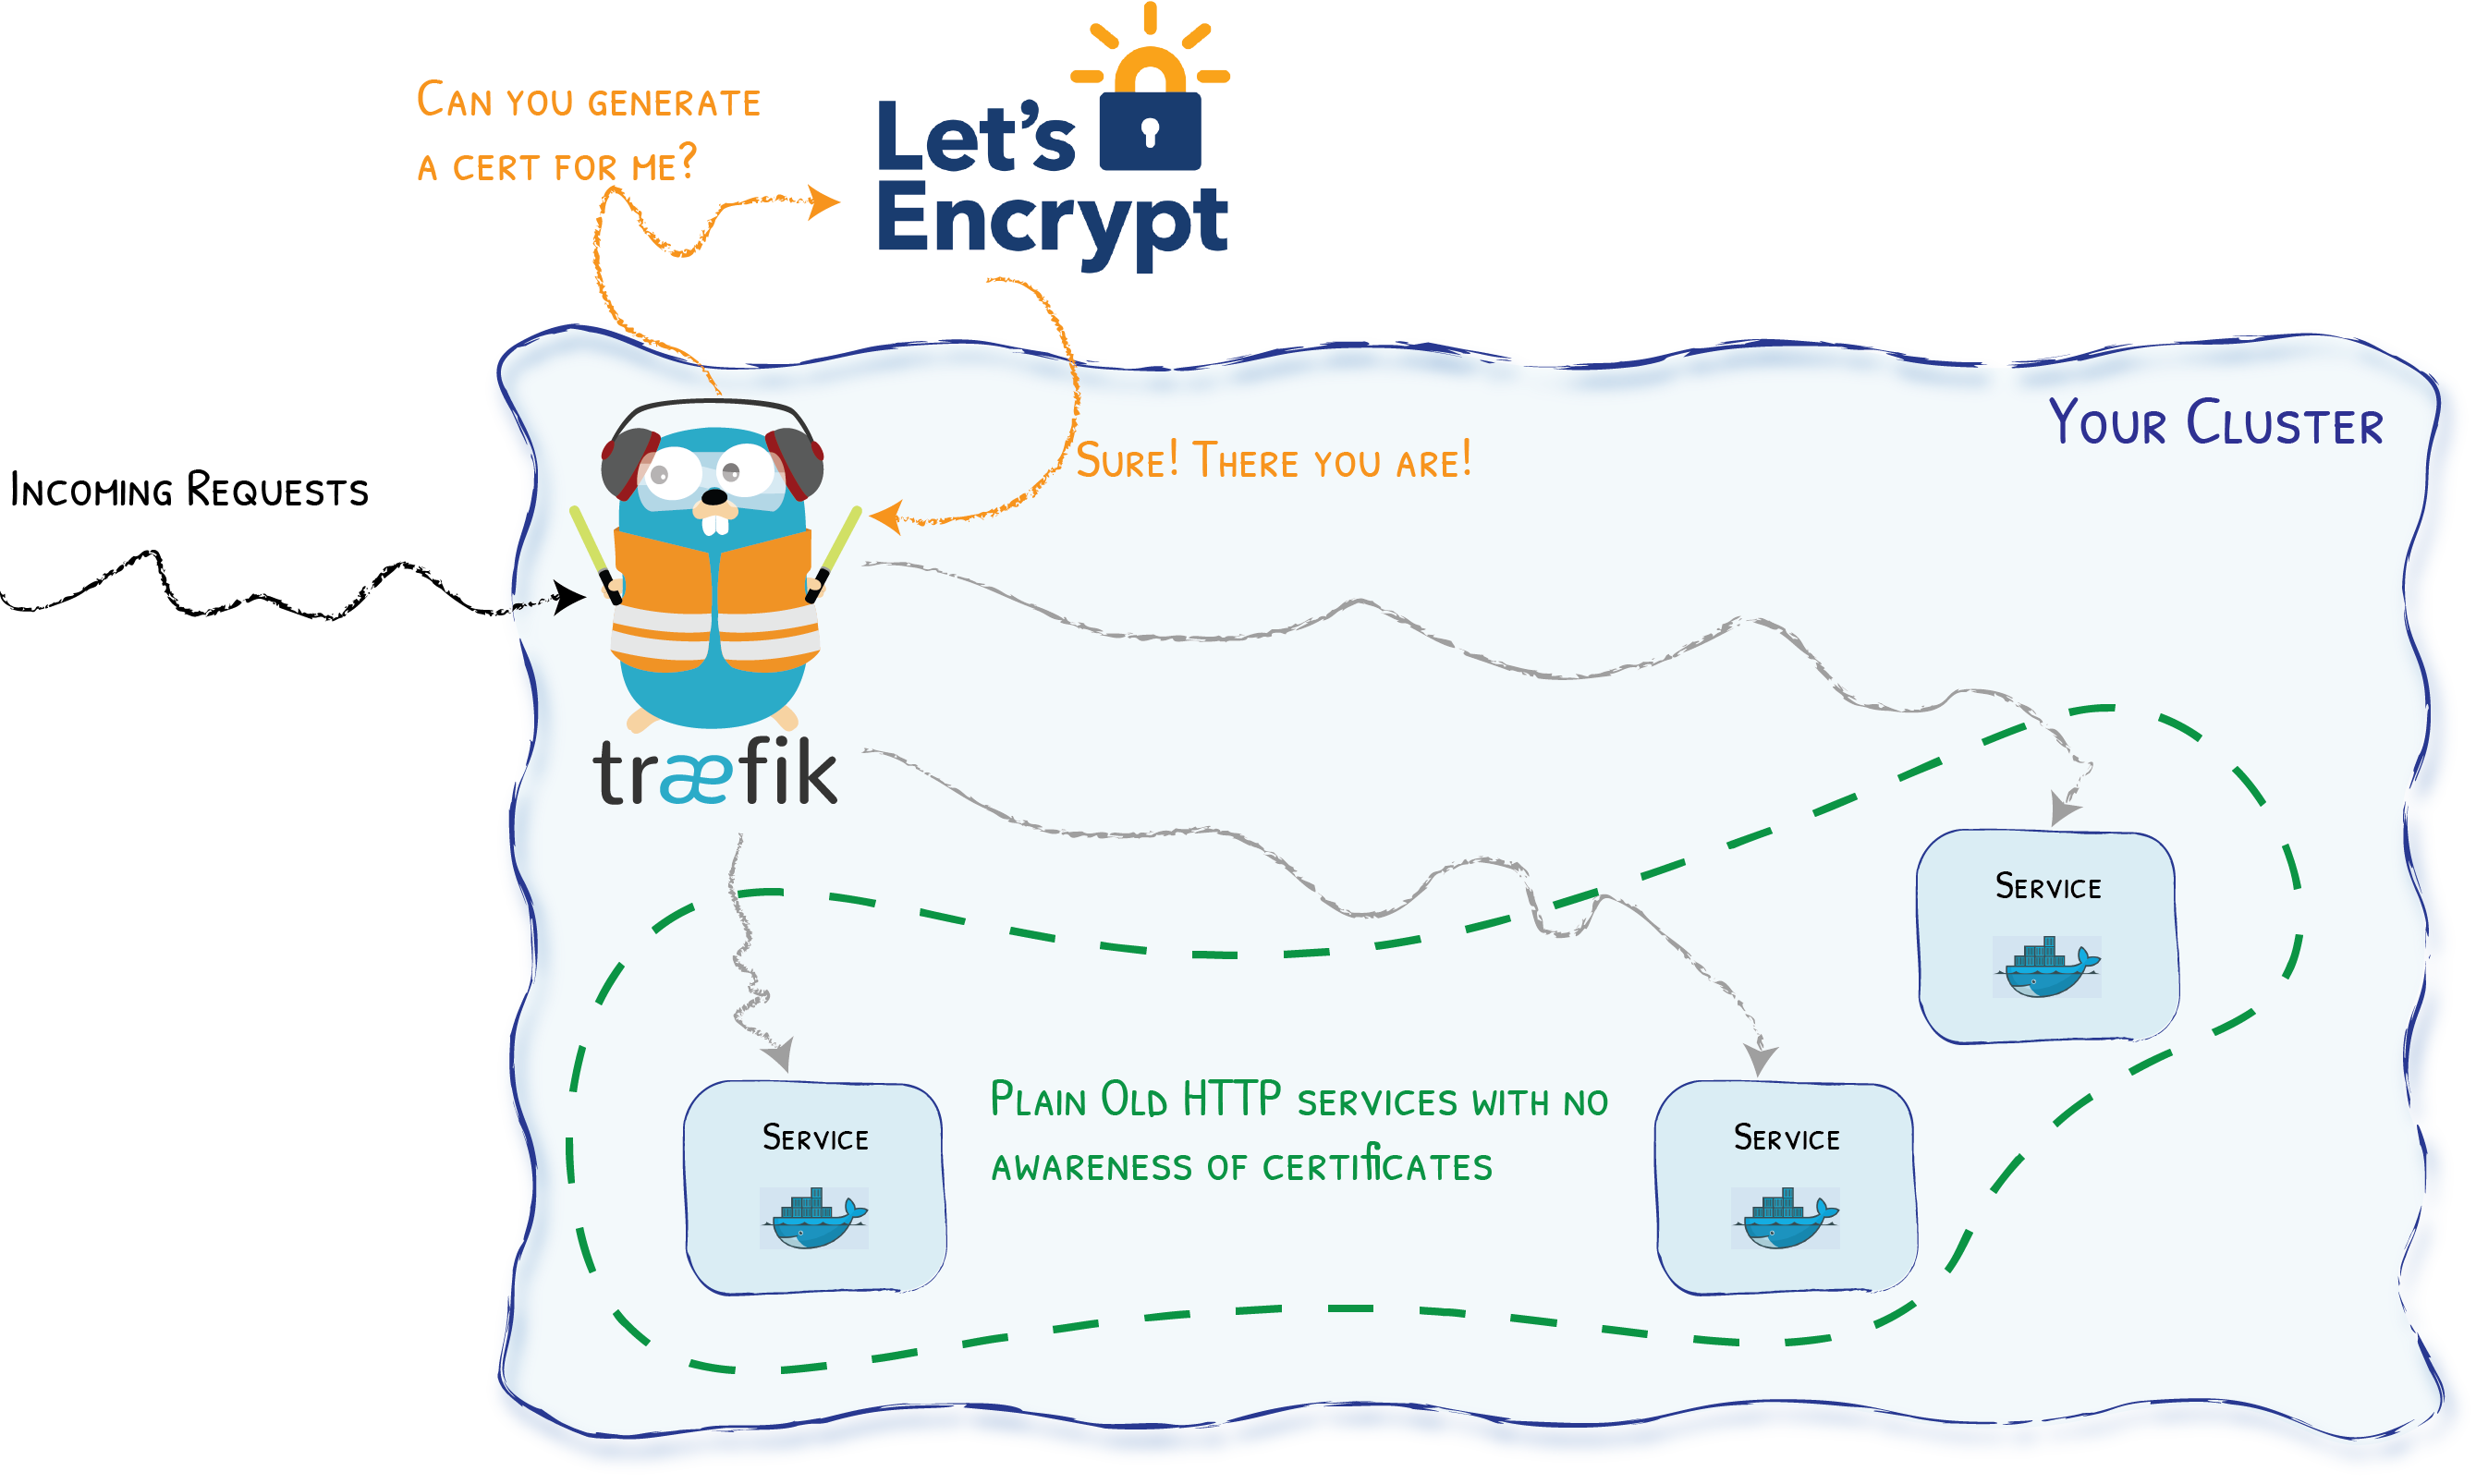 Can you generate
a cert for me?
Let's
Encrypt
Your Cluster
Sure! There you are!
Incoming Requests
træfik
Service
Plain Old HTTP services with no
awareness of certificates
Service
Service